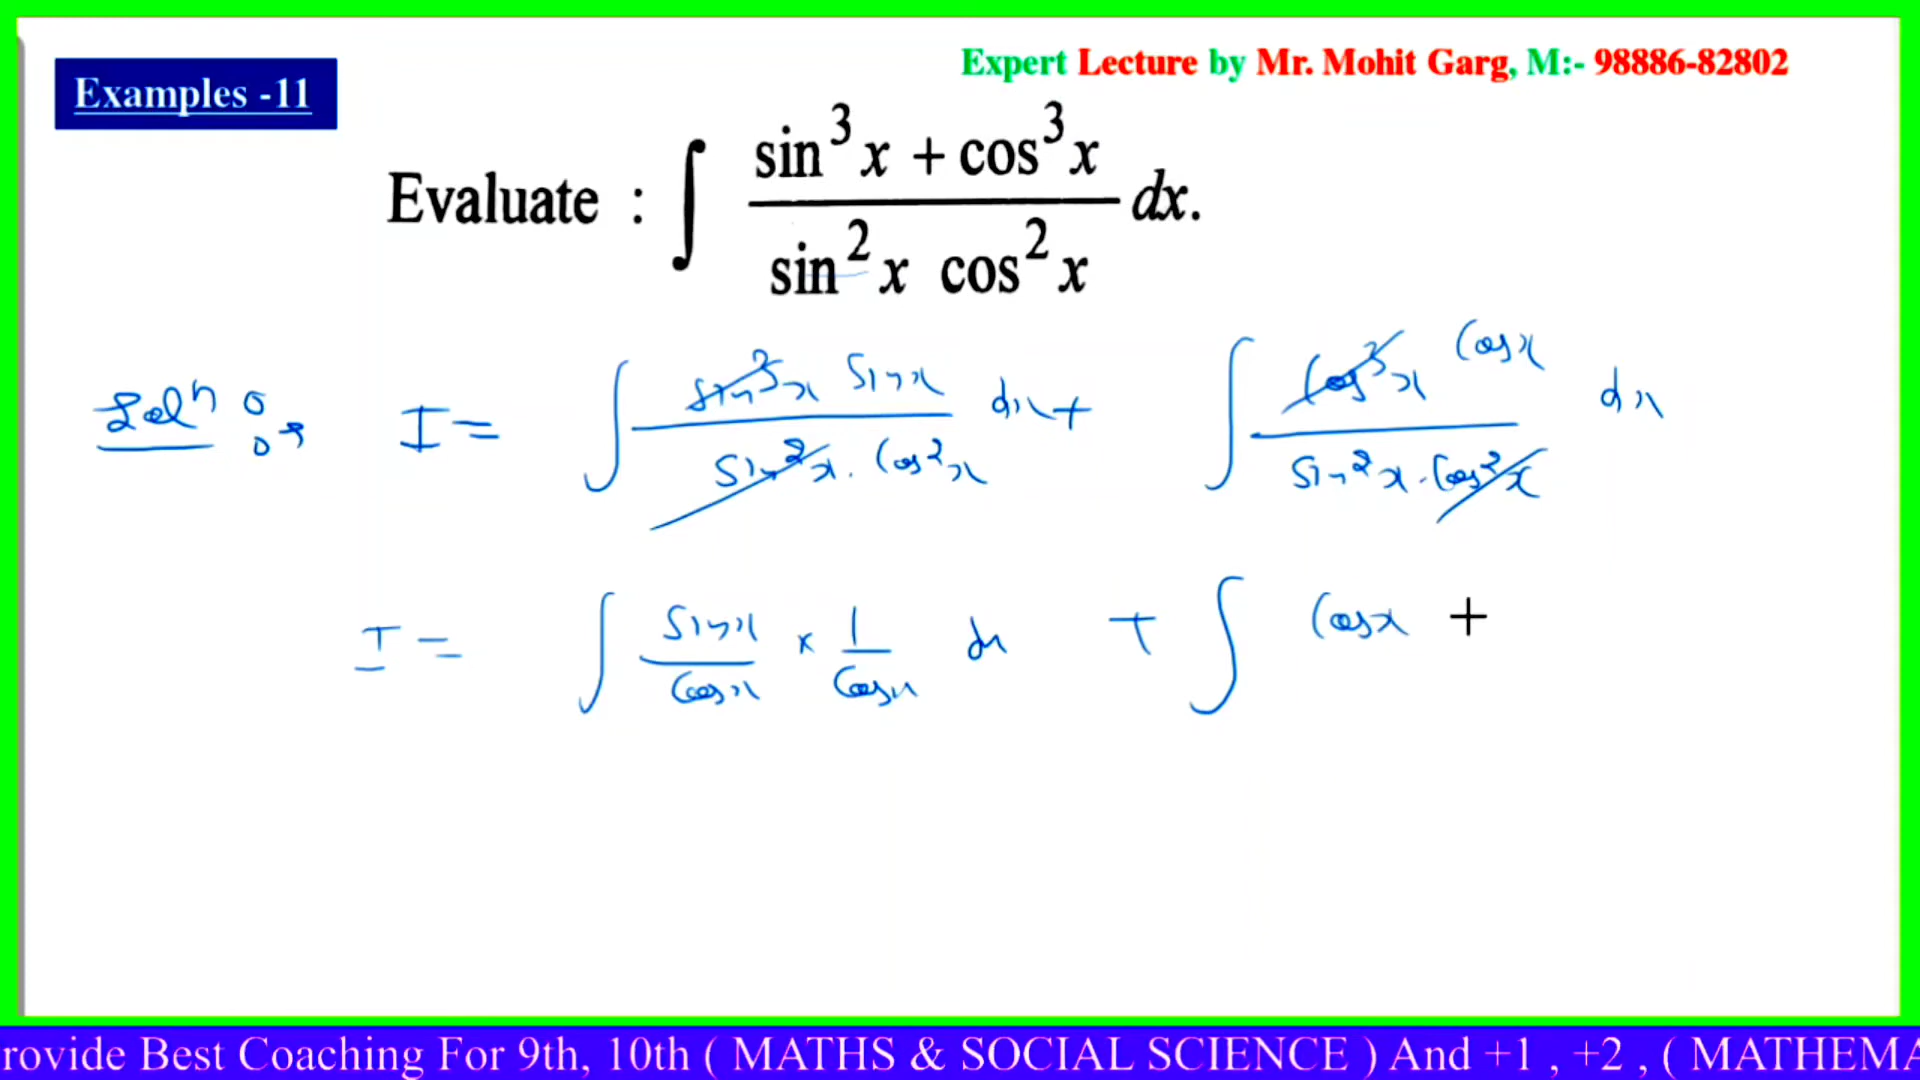 Expert Lecture by Mr. Mohit Garg, M:- 98886-82802
Examples -11
Evaluate : ∫ (sin³x + cos³x)/(sin²x cos²x) dx.
Solⁿ : → I = ∫ (sin³x sinx)/(sin²x . Cos²x) dx + ∫ (Cos³x Cosx)/(Sin²x . Cos²x) dx
I = ∫ Sinx/Cosx × 1/Cosx dx + ∫ Cosx
rovide Best Coaching For 9th, 10th ( MATHS & SOCIAL SCIENCE ) And +1 , +2 , ( MATHEMA